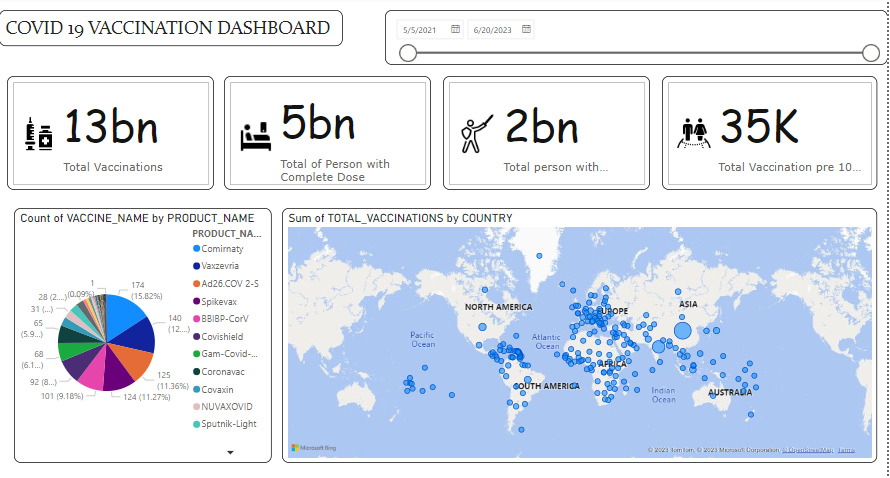 COVID 19 VACCINATION DASHBOARD
5/5/2021
6/20/2023
13bn
Total Vaccinations
5bn
Total of Person with
Complete Dose
2bn
Total person with...
35K
Total Vaccination pre 10...
Count of VACCINE_NAME by PRODUCT_NAME
PRODUCT_NA...
Comirnaty
Vaxzevria
Ad26.COV 2-S
Spikevax
BBIBP-CorV
Covishield
Gam-Covid-...
Coronavac
Covaxin
NUVAXOVID
Sputnik-Light
1
(0.09%)
174
(15.82%)
140
(12....)
125
(11.36%)
124 (11.27%)
101 (9.18%)
92 (8...)
68
(6.1...)
65
(5.9...)
31 (...)
28 (2...)
Sum of TOTAL_VACCINATIONS by COUNTRY
NORTH AMERICA
EUROPE
ASIA
Pacific
Ocean
Atlantic
Ocean
AFRICA
SOUTH AMERICA
Indian
Ocean
AUSTRALIA
Microsoft Bing
© 2023 TomTom, © 2023 Microsoft Corporation, © OpenStreetMap Terms